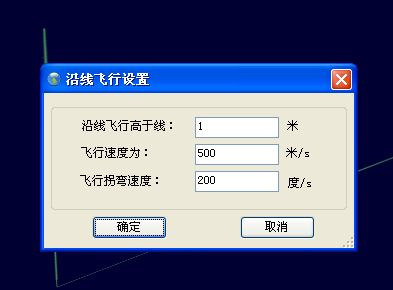 沿线飞行设置
沿线飞行高于线： 1 米
飞行速度为： 500 米/s
飞行拐弯速度： 200 度/s
确定 取消